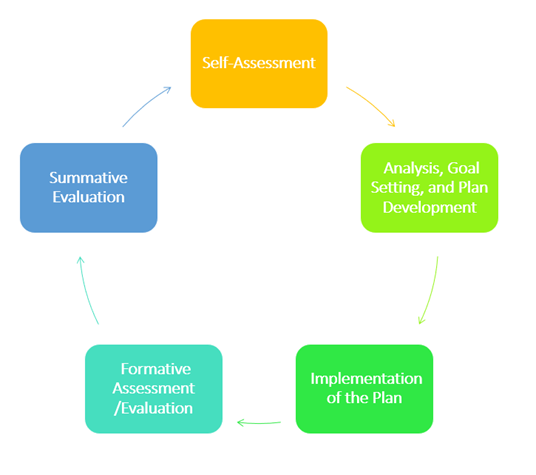 Self-Assessment
Analysis, Goal
Setting, and Plan
Development
Implementation
of the Plan
Formative
Assessment
/Evaluation
Summative
Evaluation